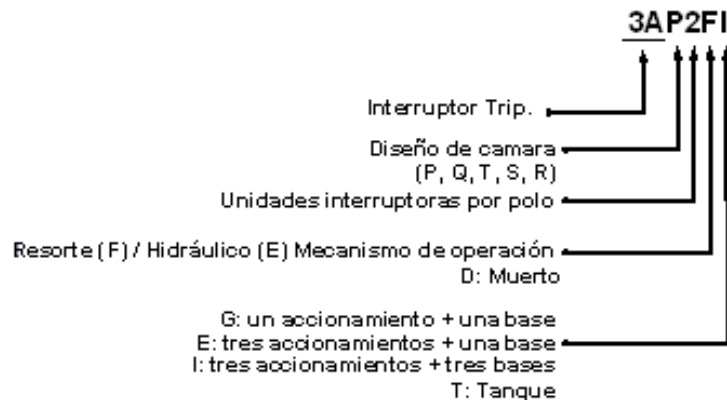 3AP2FI
Interruptor Trip.
Diseño de camara
(P, Q, T, S, R)
Unidades interruptoras por polo
Resorte (F) / Hidráulico (E) Mecanismo de operación
D: Muerto
G: un accionamiento + una base
E: tres accionamientos + una base
I: tres accionamientos + tres bases
T: Tanque